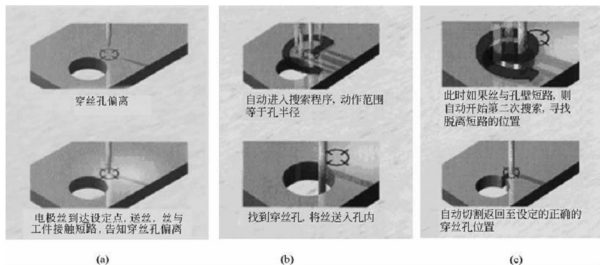 穿丝孔偏离
电极丝到达设定点, 送丝, 丝与
工件接触短路, 告知穿丝孔偏离
(a)
自动进入搜索程序, 动作范围
等于孔半径
找到穿丝孔, 将丝送入孔内
(b)
此时如果丝与孔壁短路, 则
自动开始第二次搜索, 寻找
脱离短路的位置
自动切割返回至设定的正确的
穿丝孔位置
(c)